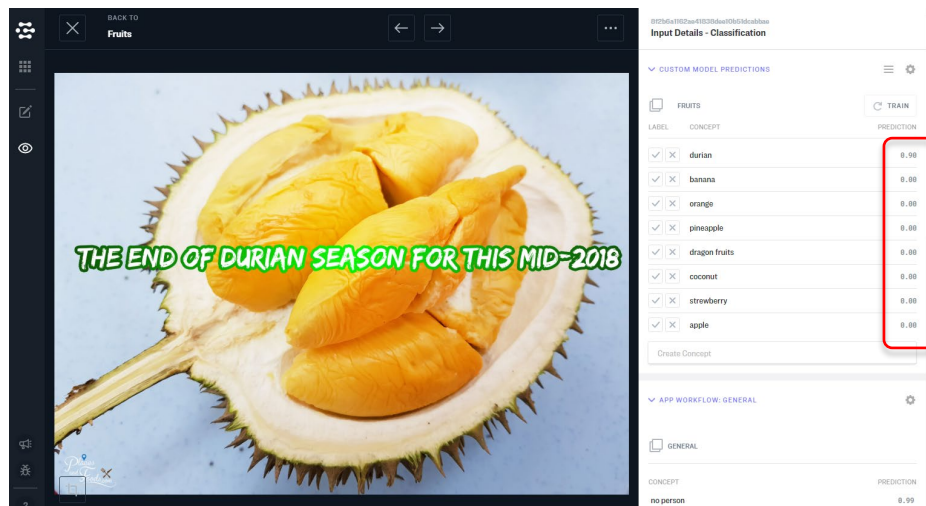 BACK TO
Fruits
THE END OF DURIAN SEASON FOR THIS MID-2018
Input Details - Classification
CUSTOM MODEL PREDICTIONS
FRUITS
TRAIN
LABEL CONCEPT PREDICTION
durian 0.90
banana 0.00
orange 0.00
pineapple 0.00
dragon fruits 0.00
coconut 0.00
strewberry 0.00
apple 0.00
Create Concept
APP WORKFLOW: GENERAL
GENERAL
CONCEPT PREDICTION
no person 0.99